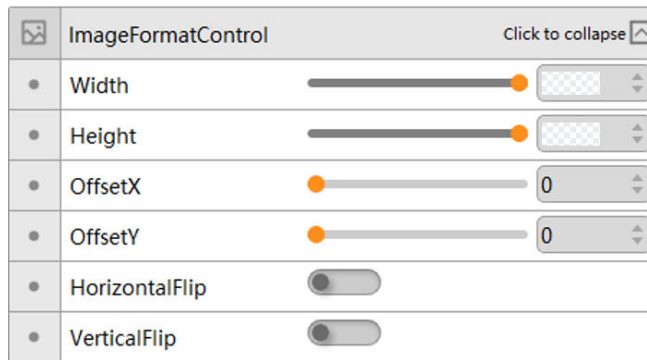 ImageFormatControl Click to collapse
Width
Height
OffsetX 0
OffsetY 0
HorizontalFlip
VerticalFlip